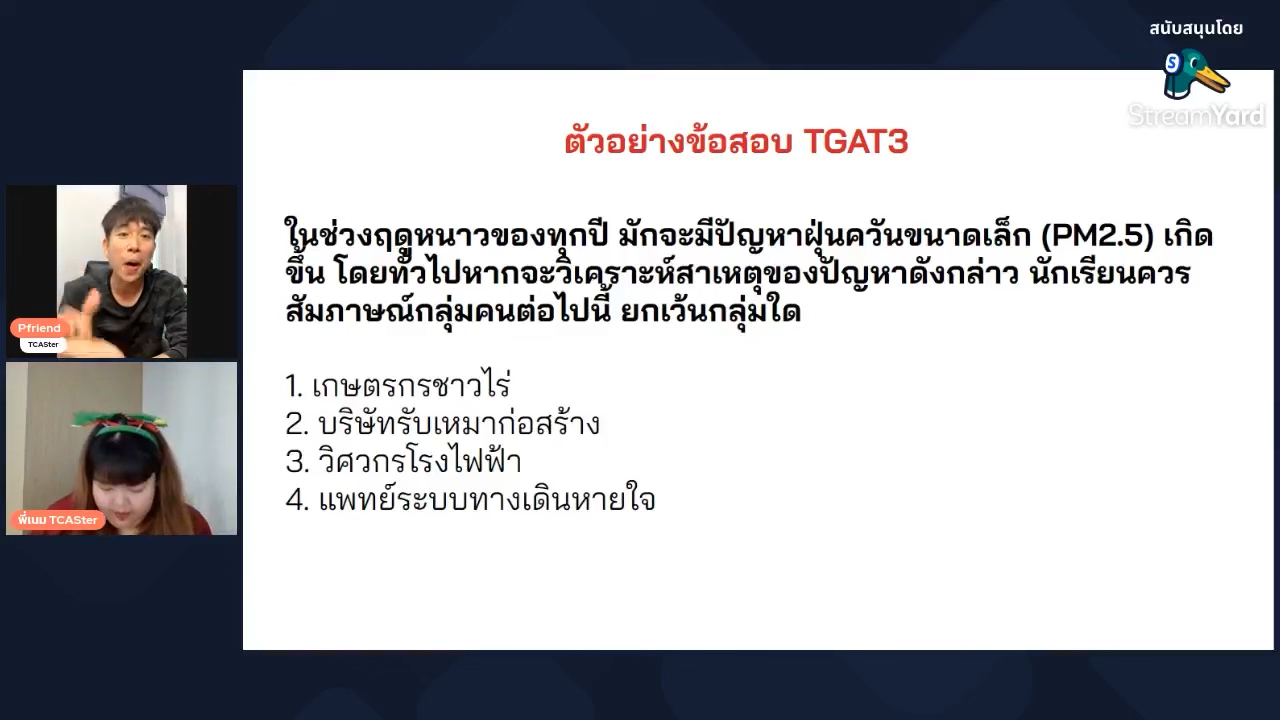 สนับสนุนโดย
StreamYard
ตัวอย่างข้อสอบ TGAT3
ในช่วงฤดูหนาวของทุกปี มักจะมีปัญหาฝุ่นควันขนาดเล็ก (PM2.5) เกิด
ขึ้น โดยทั่วไปหากจะวิเคราะห์สาเหตุของปัญหาดังกล่าว นักเรียนควร
สัมภาษณ์กลุ่มคนต่อไปนี้ ยกเว้นกลุ่มใด
1. เกษตรกรชาวไร่
2. บริษัทรับเหมาก่อสร้าง
3. วิศวกรโรงไฟฟ้า
4. แพทย์ระบบทางเดินหายใจ
Pfriend
TCASter
พี่เนม TCASter